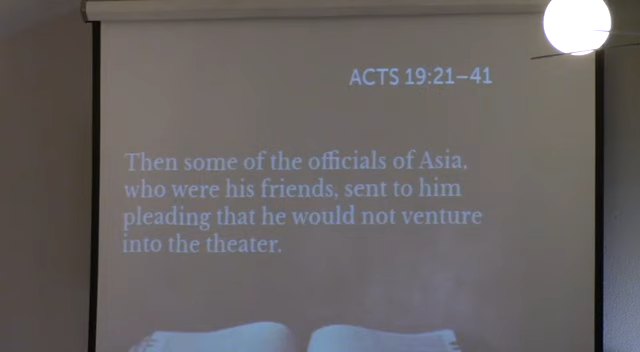 ACTS 19:21–41
Then some of the officials of Asia,
who were his friends, sent to him
pleading that he would not venture
into the theater.